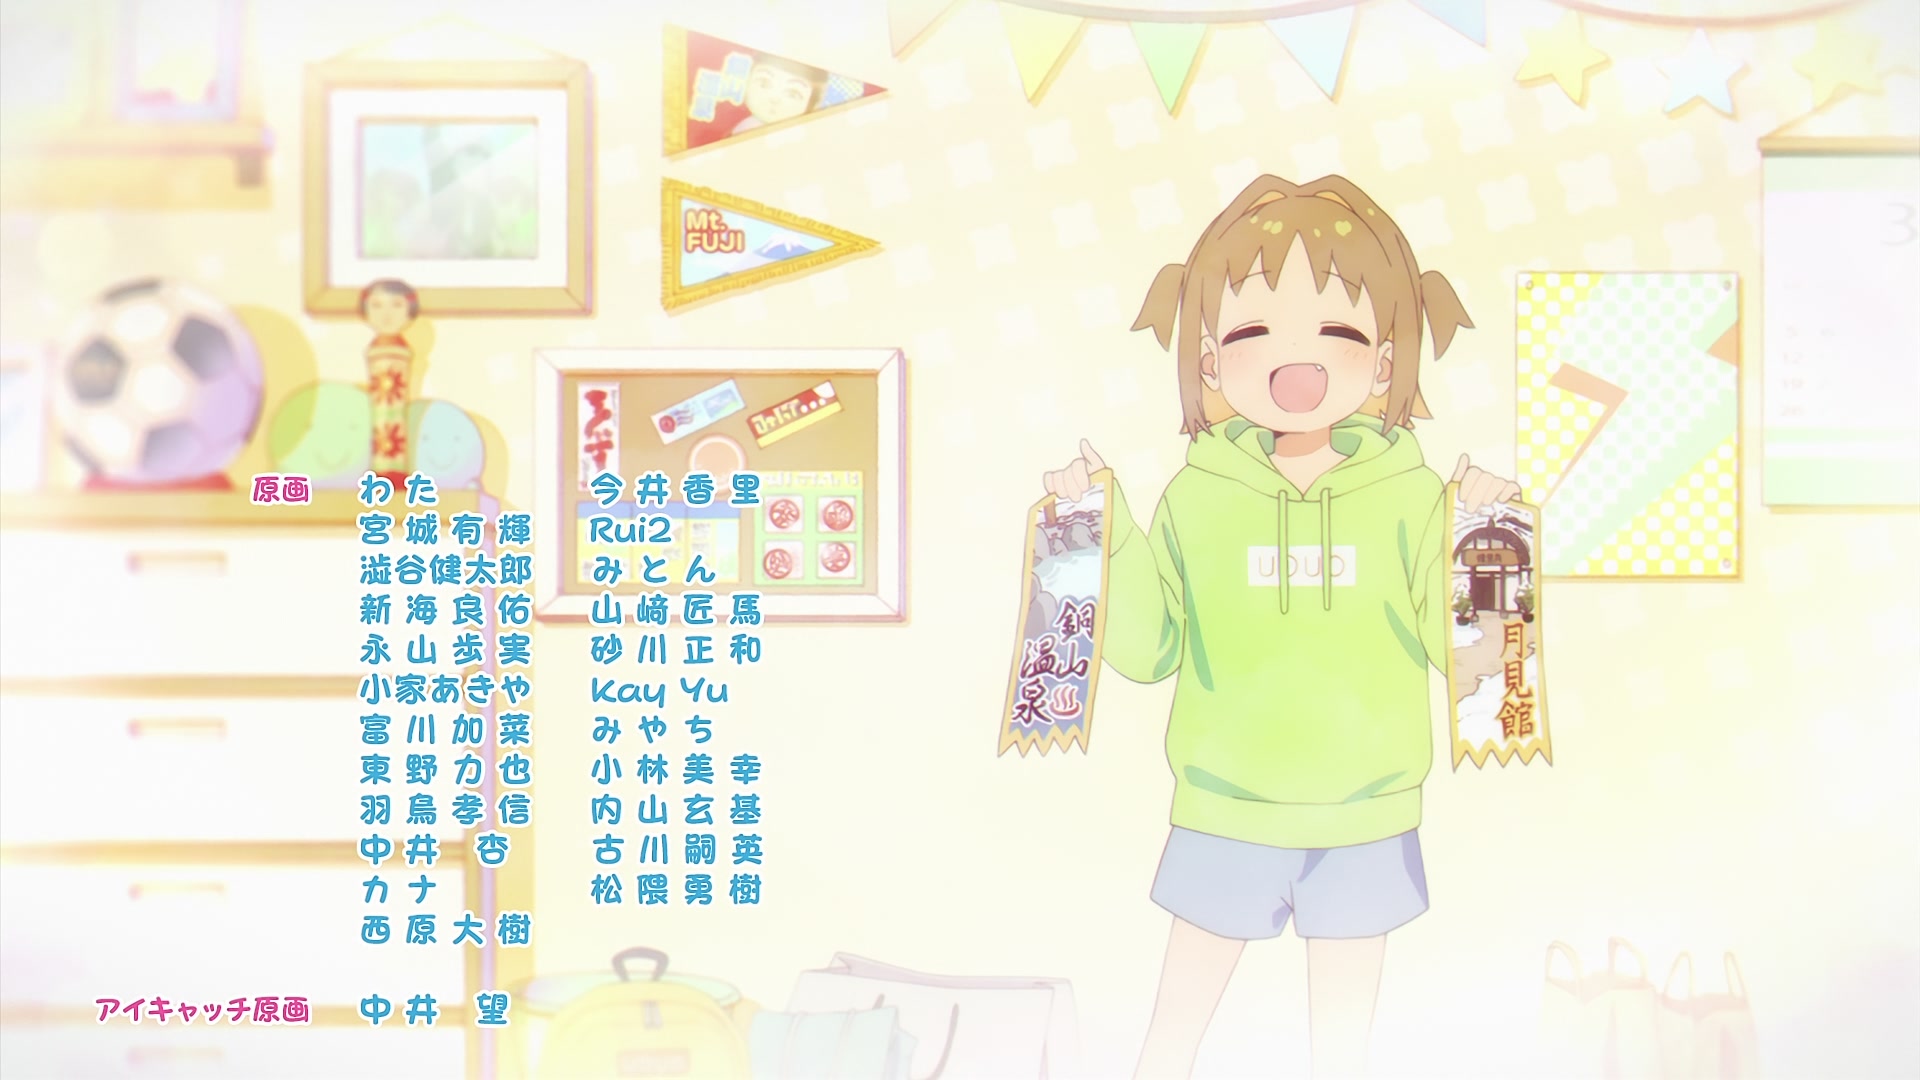 Mt.
FUJI
3
原画 わた 今井香里
宮城有輝 Rui2
澁谷健太郎 みとん
新海良佑 山﨑匠馬
永山歩実 砂川正和
小家あきや Kay Yu
富川加菜 みやち
東野力也 小林美幸
羽鳥孝信 内山玄基
中井 杏 古川嗣英
カナ 松隈勇樹
西原大樹
アイキャッチ原画 中井 望
UOUO
銅山
温泉♨
月見館